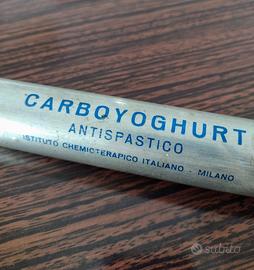 CARBOYOGHURT
ANTISPASTICO
ISTITUTO CHEMIOTERAPICO ITALIANO - MILANO
subito